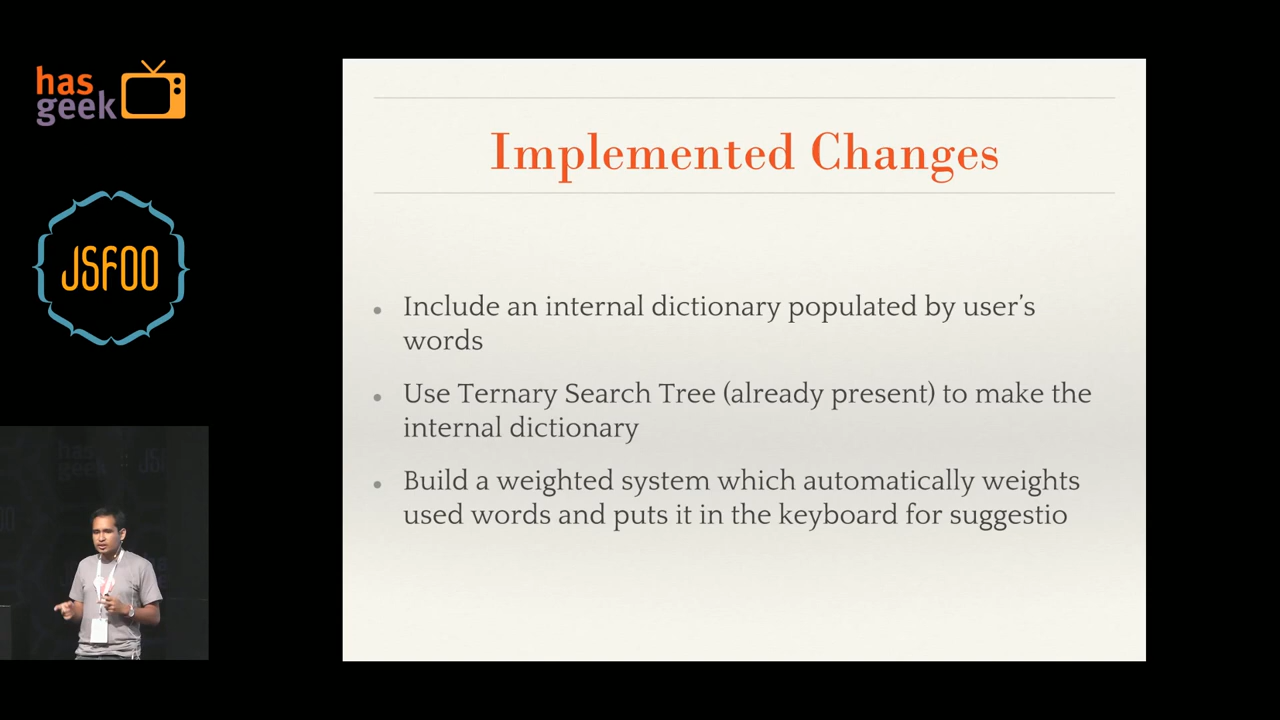 has
geek
JSFOO
Implemented Changes
Include an internal dictionary populated by user’s
words
Use Ternary Search Tree (already present) to make the
internal dictionary
Build a weighted system which automatically weights
used words and puts it in the keyboard for suggestio